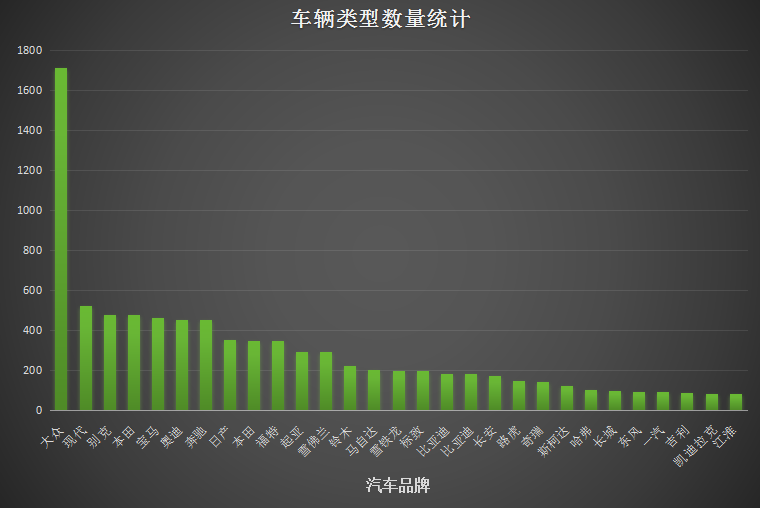 车辆类型数量统计
1800
1600
1400
1200
1000
800
600
400
200
0
大众
现代
别克
本田
宝马
奥迪
奔驰
日产
本田
福特
起亚
雪佛兰
铃木
马自达
雪铁龙
标致
比亚迪
比亚迪
长安
路虎
奇瑞
斯柯达
哈弗
长城
东风
一汽
吉利
凯迪拉克
江淮
汽车品牌